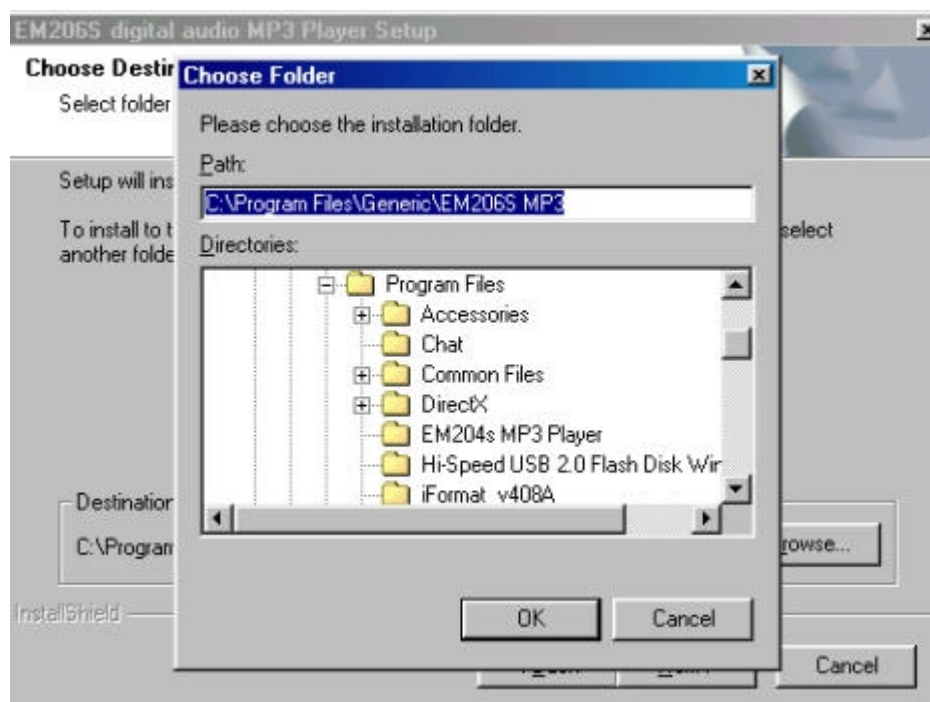 EM206S digital audio MP3 Player Setup
Choose Destin
Select folder
Setup will ins
To install to t
select
another folde
Choose Folder
Please choose the installation folder.
Path:
C:\Program Files\Generic\EM206S MP3
Directories:
Program Files
Accessories
Chat
Common Files
DirectX
EM204s MP3 Player
Hi-Speed USB 2.0 Flash Disk Wir
iFormat_v408A
OK
Cancel
Destination
C:\Program
rowse...
InstallShield
Cancel